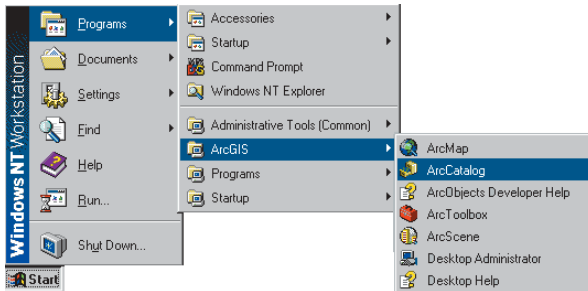 Windows NT Workstation
Programs
Documents
Settings
Find
Help
Run...
Shut Down...
Start
Accessories
Startup
Command Prompt
Windows NT Explorer
Administrative Tools (Common)
ArcGIS
Programs
Startup
ArcMap
ArcCatalog
ArcObjects Developer Help
ArcToolbox
ArcScene
Desktop Administrator
Desktop Help